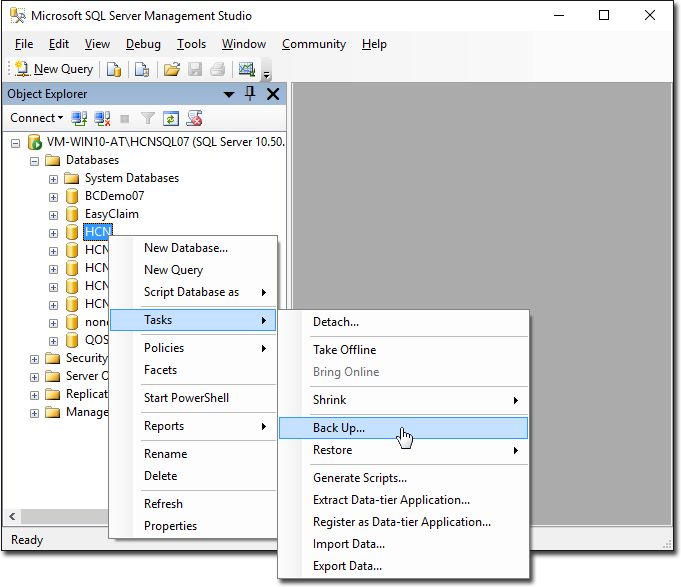 Microsoft SQL Server Management Studio
File Edit View Debug Tools Window Community Help
New Query
Object Explorer
Connect
VM-WIN10-AT\HCNSQL07 (SQL Server 10.50.
Databases
System Databases
BCDemo07
EasyClaim
HCN
HCN
HCN
HCN
HCN
QOS
Security
Server O
Replicat
Manage
New Database...
New Query
Script Database as
Tasks
Policies
Facets
Start PowerShell
Reports
Rename
Delete
Refresh
Properties
Detach...
Take Offline
Bring Online
Shrink
Back Up...
Restore
Generate Scripts...
Extract Data-tier Application...
Register as Data-tier Application...
Import Data...
Export Data...
Ready